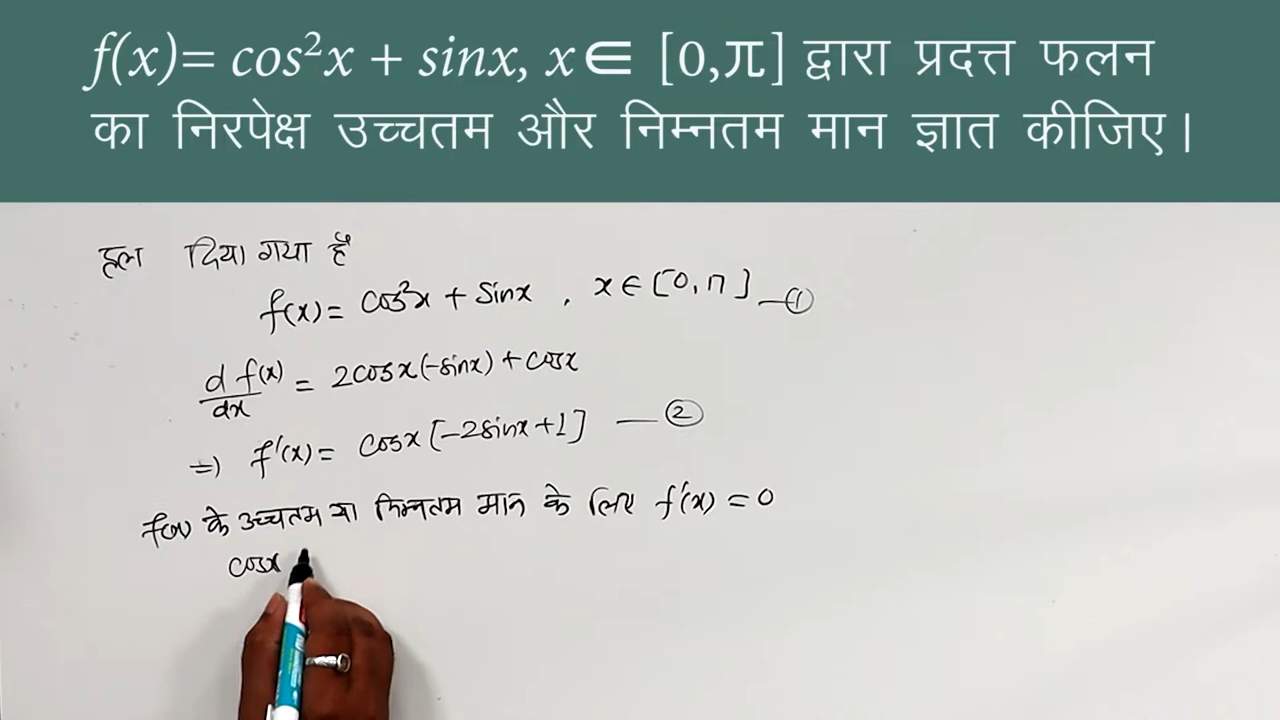 f(x)= cos²x + sinx, x∈ [0,π] द्वारा प्रदत्त फलन
का निरपेक्ष उच्चतम और निम्नतम मान ज्ञात कीजिए।
हल दिया गया है
f(x) = cos²x + sinx , x ∈ [0,π] —①
d f(x)/dx = 2cosx(-sinx) + cosx
=) f'(x) = cosx [-2sinx+1] —②
f(x) के उच्चतम या निम्नतम मान के लिए f'(x) = 0
cosx